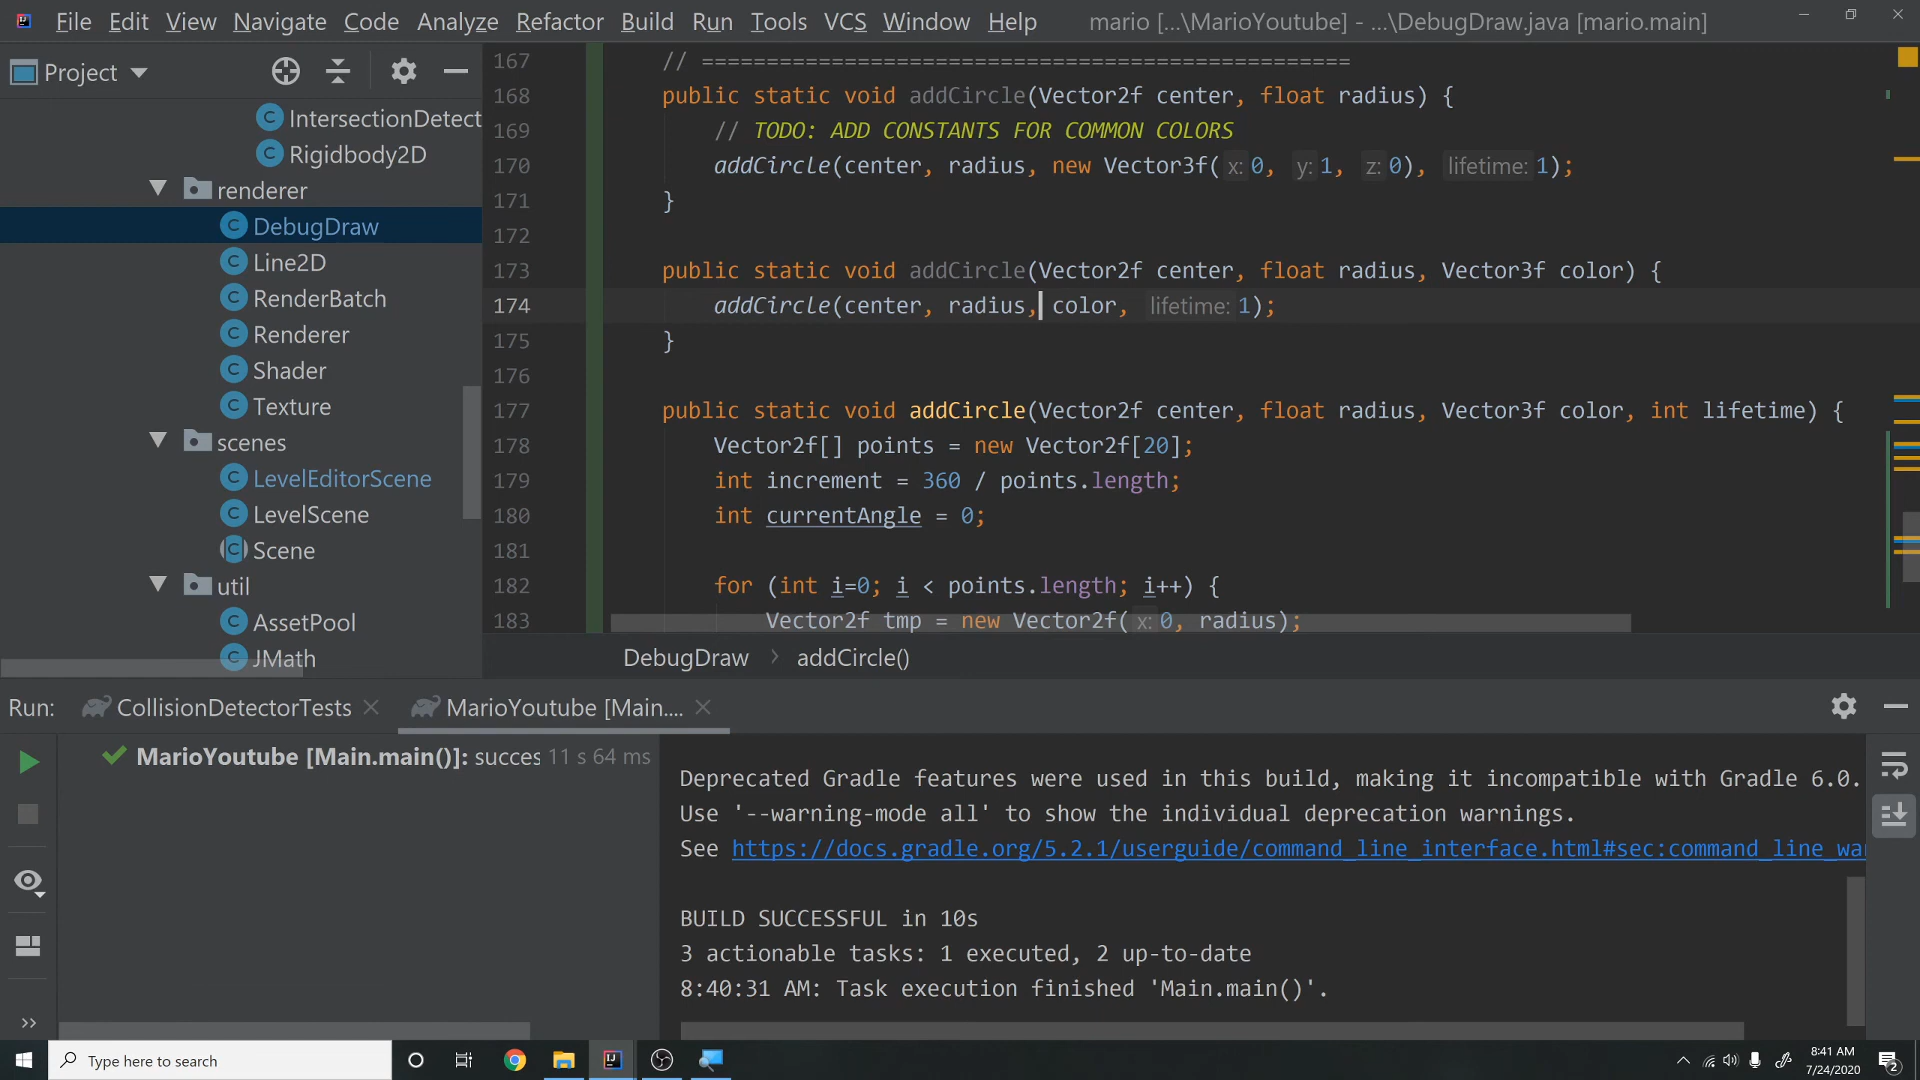 File Edit View Navigate Code Analyze Refactor Build Run Tools VCS Window Help mario [...\MarioYoutube] - ...\DebugDraw.java [mario.main]
Project
IntersectionDetect
Rigidbody2D
renderer
DebugDraw
Line2D
RenderBatch
Renderer
Shader
Texture
scenes
LevelEditorScene
LevelScene
Scene
util
AssetPool
JMath
167 // ==================================================
168 public static void addCircle(Vector2f center, float radius) {
169 // TODO: ADD CONSTANTS FOR COMMON COLORS
170 addCircle(center, radius, new Vector3f( x: 0, y: 1, z: 0), lifetime: 1);
171 }
172
173 public static void addCircle(Vector2f center, float radius, Vector3f color) {
174 addCircle(center, radius, color, lifetime: 1);
175 }
176
177 public static void addCircle(Vector2f center, float radius, Vector3f color, int lifetime) {
178 Vector2f[] points = new Vector2f[20];
179 int increment = 360 / points.length;
180 int currentAngle = 0;
181
182 for (int i=0; i < points.length; i++) {
183 Vector2f tmp = new Vector2f( x: 0, radius);
DebugDraw > addCircle()
Run: CollisionDetectorTests MarioYoutube [Main....
MarioYoutube [Main.main()]: succes 11 s 64 ms
Deprecated Gradle features were used in this build, making it incompatible with Gradle 6.0.
Use '--warning-mode all' to show the individual deprecation warnings.
See https://docs.gradle.org/5.2.1/userguide/command_line_interface.html#sec:command_line_wa
BUILD SUCCESSFUL in 10s
3 actionable tasks: 1 executed, 2 up-to-date
8:40:31 AM: Task execution finished 'Main.main()'.
Type here to search
8:41 AM
7/24/2020
2